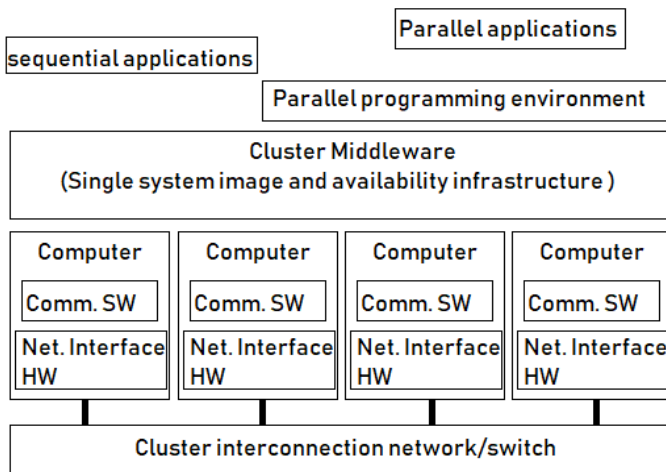 Parallel applications
sequential applications
Parallel programming environment
Cluster Middleware
(Single system image and availability infrastructure )
Computer
Comm. SW
Net. Interface
HW
Computer
Comm. SW
Net. Interface
HW
Computer
Comm. SW
Net. Interface
HW
Computer
Comm. SW
Net. Interface
HW
Cluster interconnection network/switch